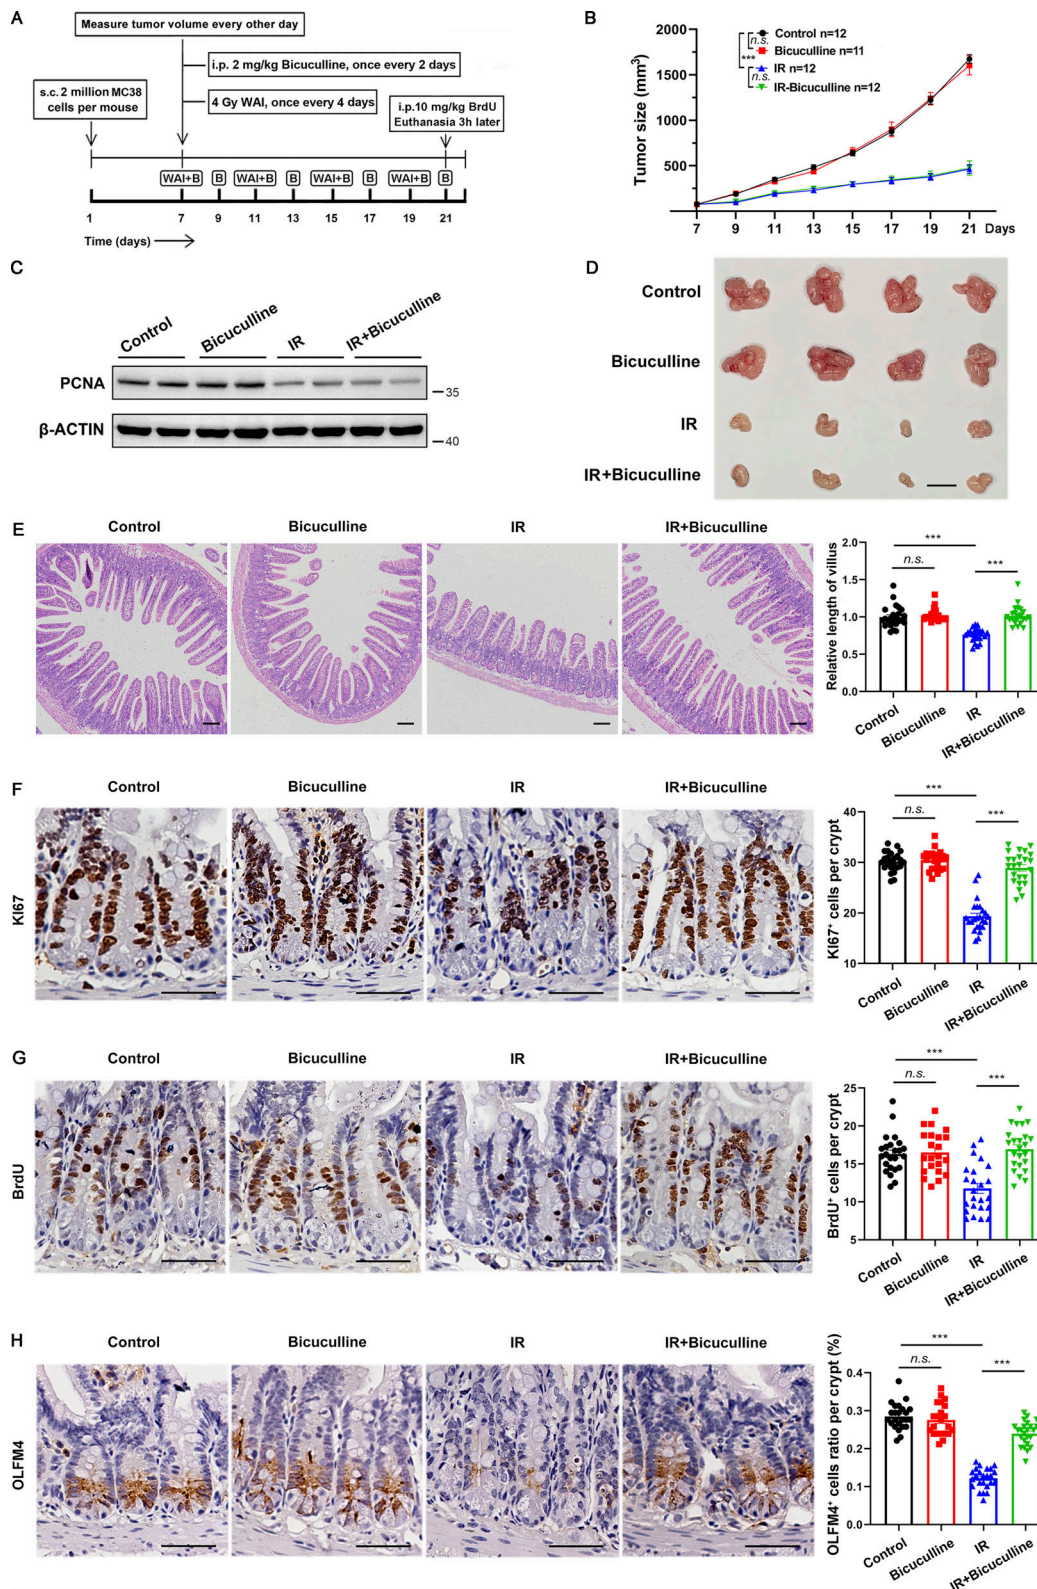 A
Measure tumor volume every other day
i.p. 2 mg/kg Bicuculline, once every 2 days
s.c. 2 million MC38
cells per mouse
4 Gy WAI, once every 4 days
i.p.10 mg/kg BrdU
Euthanasia 3h later
WAI+B B WAI+B B WAI+B B WAI+B B
1 7 9 11 13 15 17 19 21
Time (days)
B
Control n=12
n.s.
Bicuculline n=11
***
IR n=12
n.s.
IR-Bicuculline n=12
Tumor size (mm³)
2000
1500
1000
500
0
7 9 11 13 15 17 19 21 Days
C
Control Bicuculline IR IR+Bicuculline
PCNA
35
β-ACTIN
40
D
Control
Bicuculline
IR
IR+Bicuculline
E
Control Bicuculline IR IR+Bicuculline
Relative length of villus
2.0
1.5
1.0
0.5
0.0
***
n.s. ***
Control Bicuculline IR IR+Bicuculline
F
Control Bicuculline IR IR+Bicuculline
KI67
KI67⁺ cells per crypt
40
30
20
10
***
n.s. ***
Control Bicuculline IR IR+Bicuculline
G
Control Bicuculline IR IR+Bicuculline
BrdU
BrdU⁺ cells per crypt
25
20
15
10
5
***
n.s. ***
Control Bicuculline IR IR+Bicuculline
H
Control Bicuculline IR IR+Bicuculline
OLFM4
OLFM4⁺ cells ratio per crypt (%)
0.4
0.3
0.2
0.1
0.0
***
n.s. ***
Control Bicuculline IR IR+Bicuculline